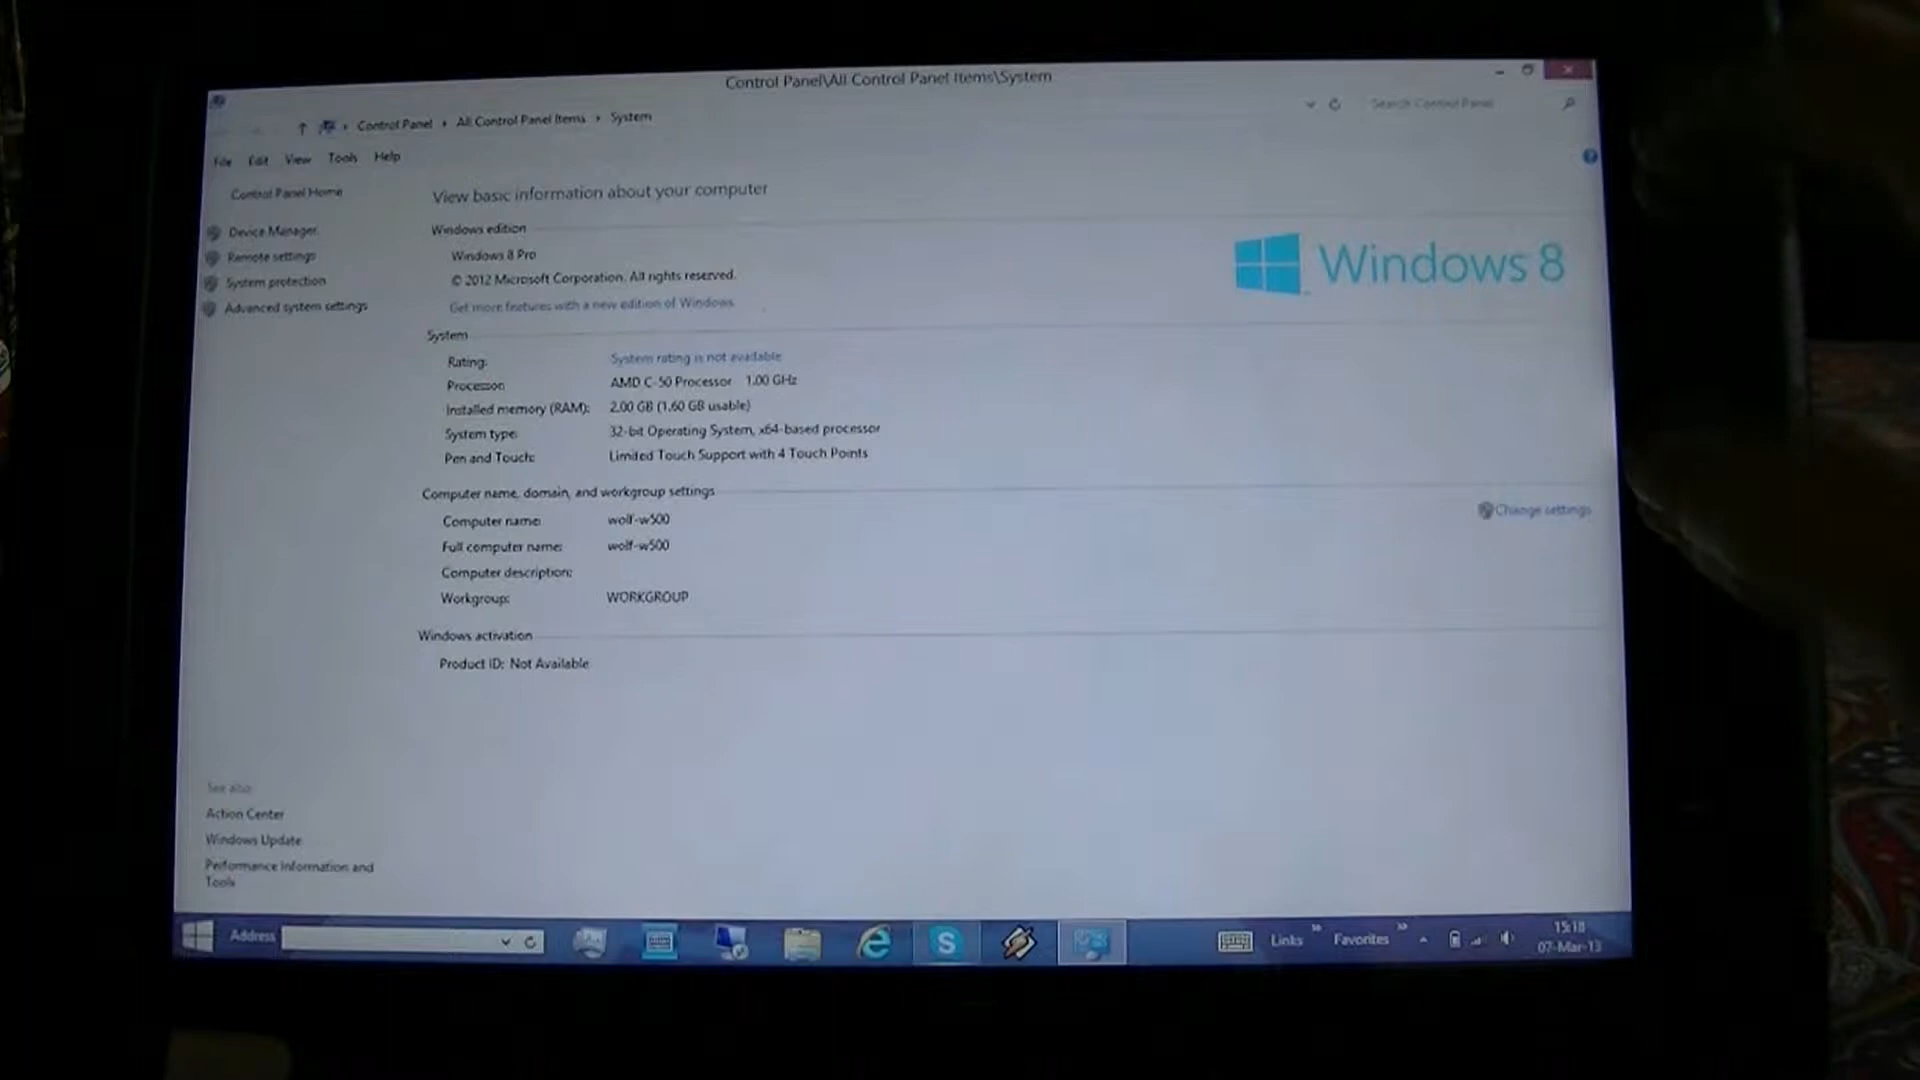 Control Panel\All Control Panel Items\System
Control Panel All Control Panel Items System
Search Control Panel
File Edit View Tools Help
Control Panel Home
Device Manager
Remote settings
System protection
Advanced system settings
View basic information about your computer
Windows edition
Windows 8 Pro
© 2012 Microsoft Corporation. All rights reserved.
Get more features with a new edition of Windows
Windows 8
System
Rating: System rating is not available
Processor: AMD C-50 Processor 1.00 GHz
Installed memory (RAM): 2.00 GB (1.60 GB usable)
System type: 32-bit Operating System, x64-based processor
Pen and Touch: Limited Touch Support with 4 Touch Points
Computer name, domain, and workgroup settings
Computer name: wolf-w500
Change settings
Full computer name: wolf-w500
Computer description:
Workgroup: WORKGROUP
Windows activation
Product ID: Not Available
See also
Action Center
Windows Update
Performance Information and
Tools
Address
Links
Favorites
15:18
07-Mar-13